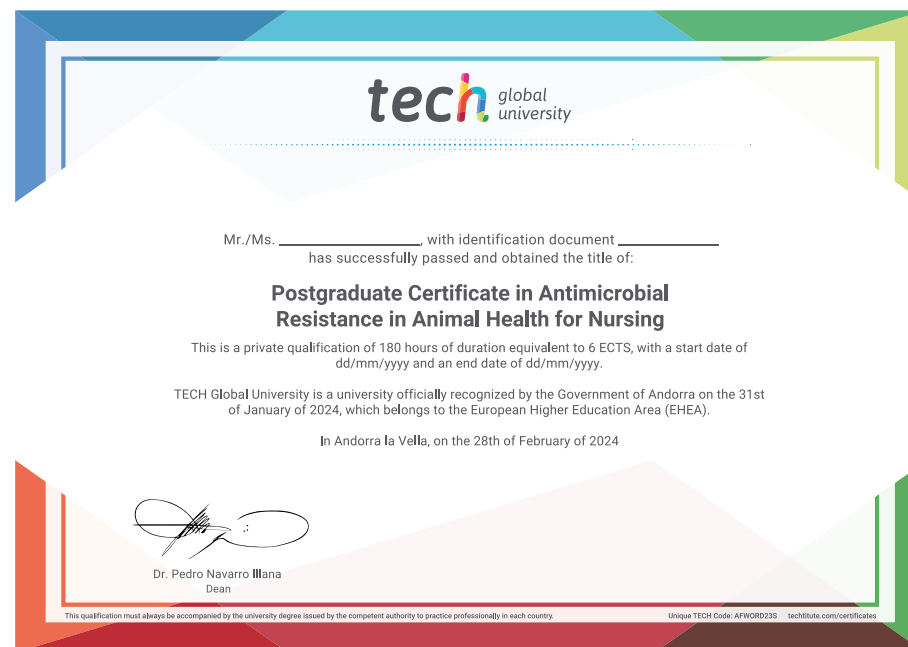 tech global university
Mr./Ms. ____________, with identification document ____________
has successfully passed and obtained the title of:
Postgraduate Certificate in Antimicrobial
Resistance in Animal Health for Nursing
This is a private qualification of 180 hours of duration equivalent to 6 ECTS, with a start date of
dd/mm/yyyy and an end date of dd/mm/yyyy.
TECH Global University is a university officially recognized by the Government of Andorra on the 31st
of January of 2024, which belongs to the European Higher Education Area (EHEA).
In Andorra la Vella, on the 28th of February of 2024
Dr. Pedro Navarro Illana
Dean
This qualification must always be accompanied by the university degree issued by the competent authority to practice professionally in each country.
Unique TECH Code: AFWORD23S techtitute.com/certificates